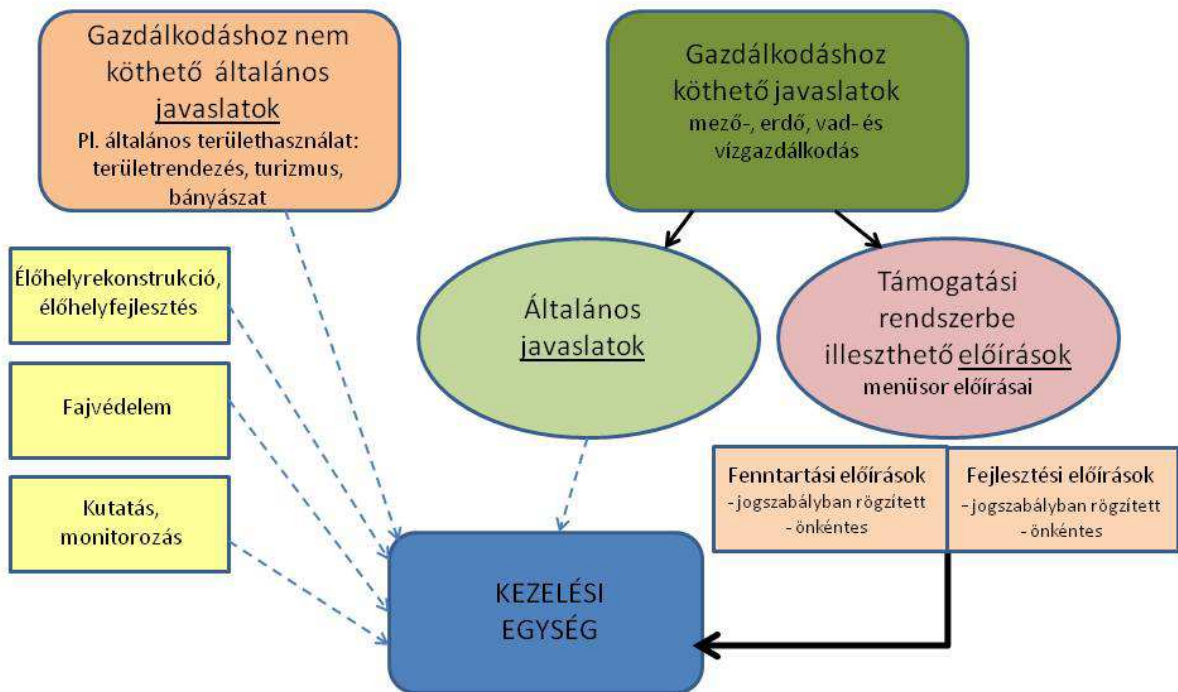 Gazdálkodáshoz nem
köthető általános
javaslatok
Pl. általános területhasználat:
területrendezés, turizmus,
bányászat
Gazdálkodáshoz
köthető javaslatok
mező-, erdő, vad- és
vízgazdálkodás
Élőhelyrekonstrukció,
élőhelyfejlesztés
Fajvédelem
Kutatás,
monitorozás
Általános
javaslatok
Támogatási
rendszerbe
illeszthető előírások
menüsor előírásai
Fenntartási előírások
- jogszabályban rögzített
- önkéntes
Fejlesztési előírások
- jogszabályban rögzített
- önkéntes
KEZELÉSI
EGYSÉG